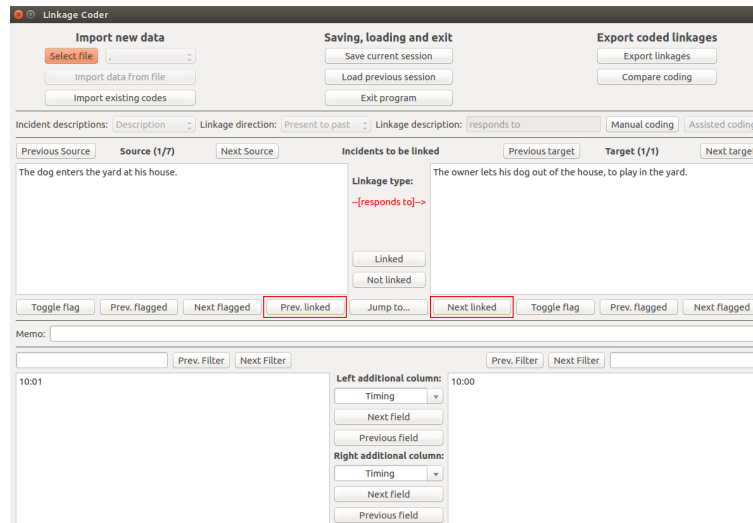 Linkage Coder
Import new data
Saving, loading and exit
Export coded linkages
Select file
Save current session
Export linkages
Import data from file
Load previous session
Compare coding
Import existing codes
Exit program
Incident descriptions: Description Linkage direction: Present to past Linkage description: responds to Manual coding Assisted coding
Previous Source Source (1/7) Next Source Incidents to be linked Previous target Target (1/1) Next targe
The dog enters the yard at his house.
Linkage type:
--[responds to]-->
The owner lets his dog out of the house, to play in the yard.
Linked
Not linked
Toggle flag Prev. flagged Next flagged Prev. linked Jump to... Next linked Toggle flag Prev. flagged Next flagged
Memo:
Prev. Filter Next Filter Prev. Filter Next Filter
10:01
Left additional column:
10:00
Timing
Next field
Previous field
Right additional column:
Timing
Next field
Previous field